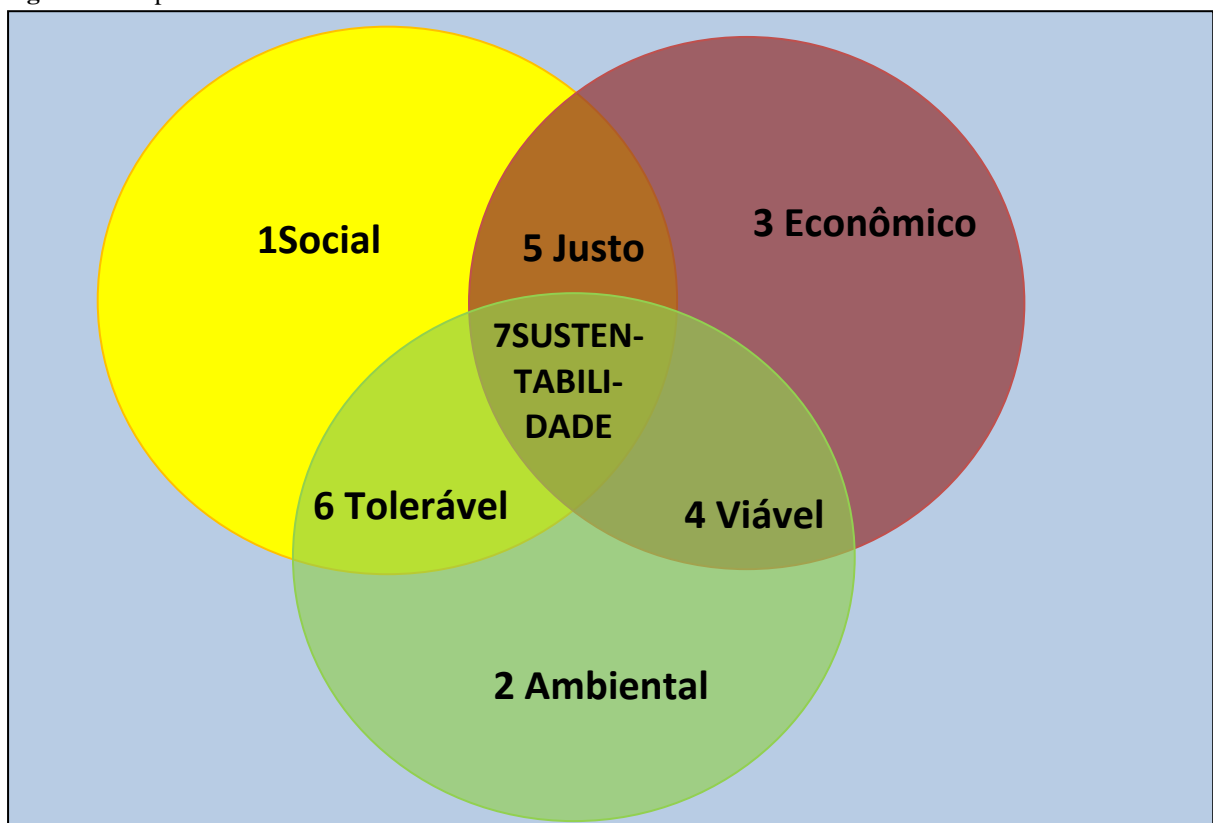 1Social
3 Econômico
5 Justo
7SUSTEN-
TABILI-
DADE
6 Tolerável
4 Viável
2 Ambiental